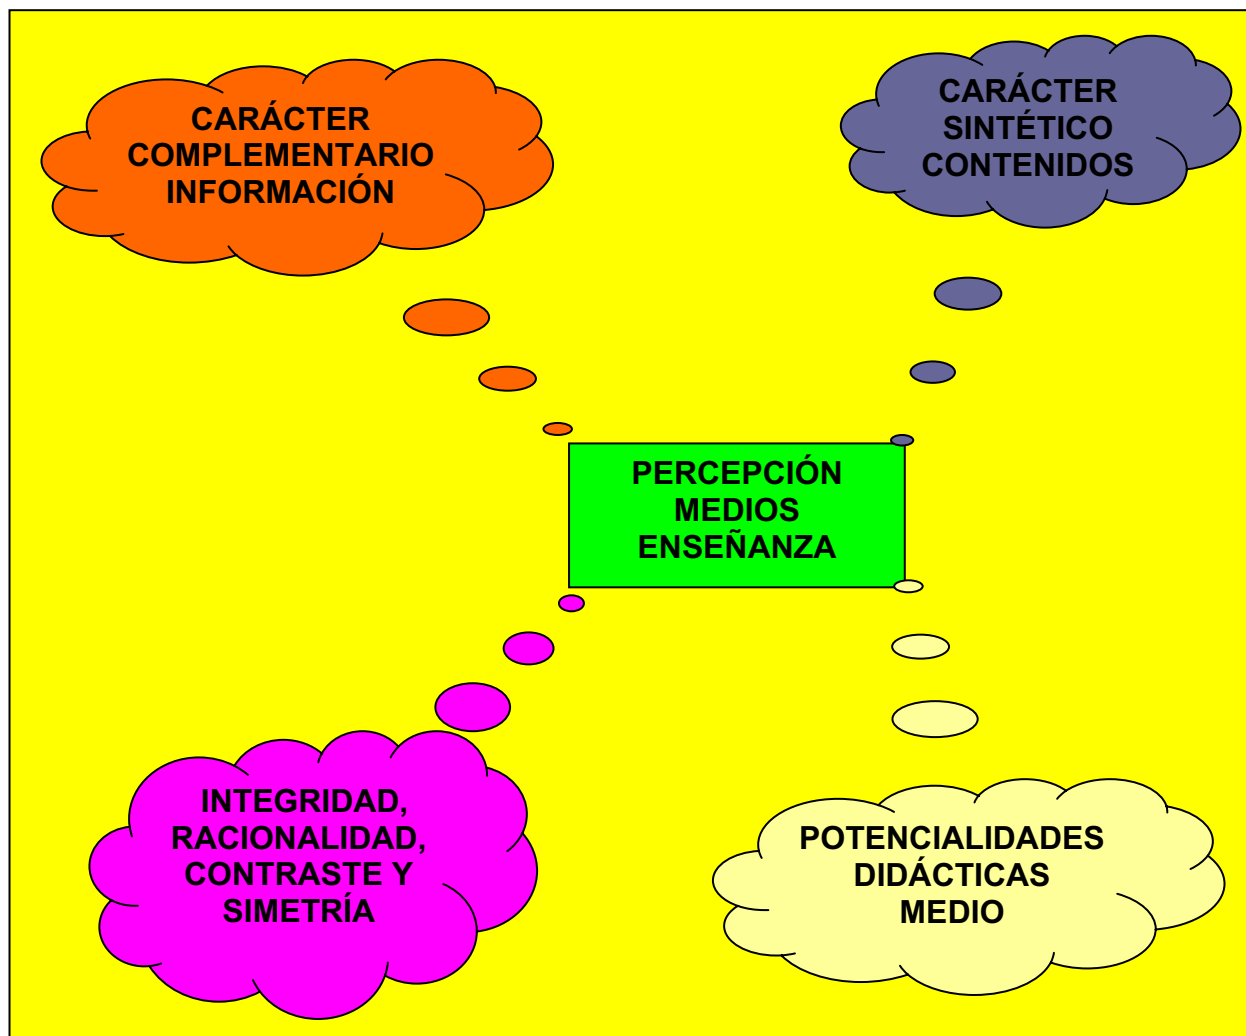 CARÁCTER
COMPLEMENTARIO
INFORMACIÓN
CARÁCTER
SINTÉTICO
CONTENIDOS
PERCEPCIÓN
MEDIOS
ENSEÑANZA
INTEGRIDAD,
RACIONALIDAD,
CONTRASTE Y
SIMETRÍA
POTENCIALIDADES
DIDÁCTICAS
MEDIO